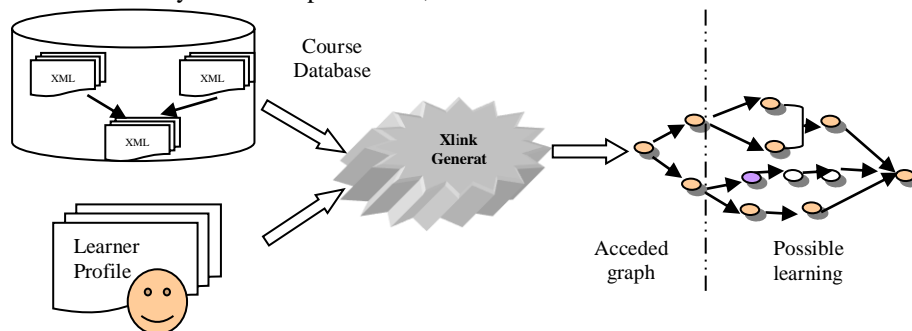 Course
Database
XML
XML
XML
Xlink
Generat
Learner
Profile
Acceded
graph
Possible
learning